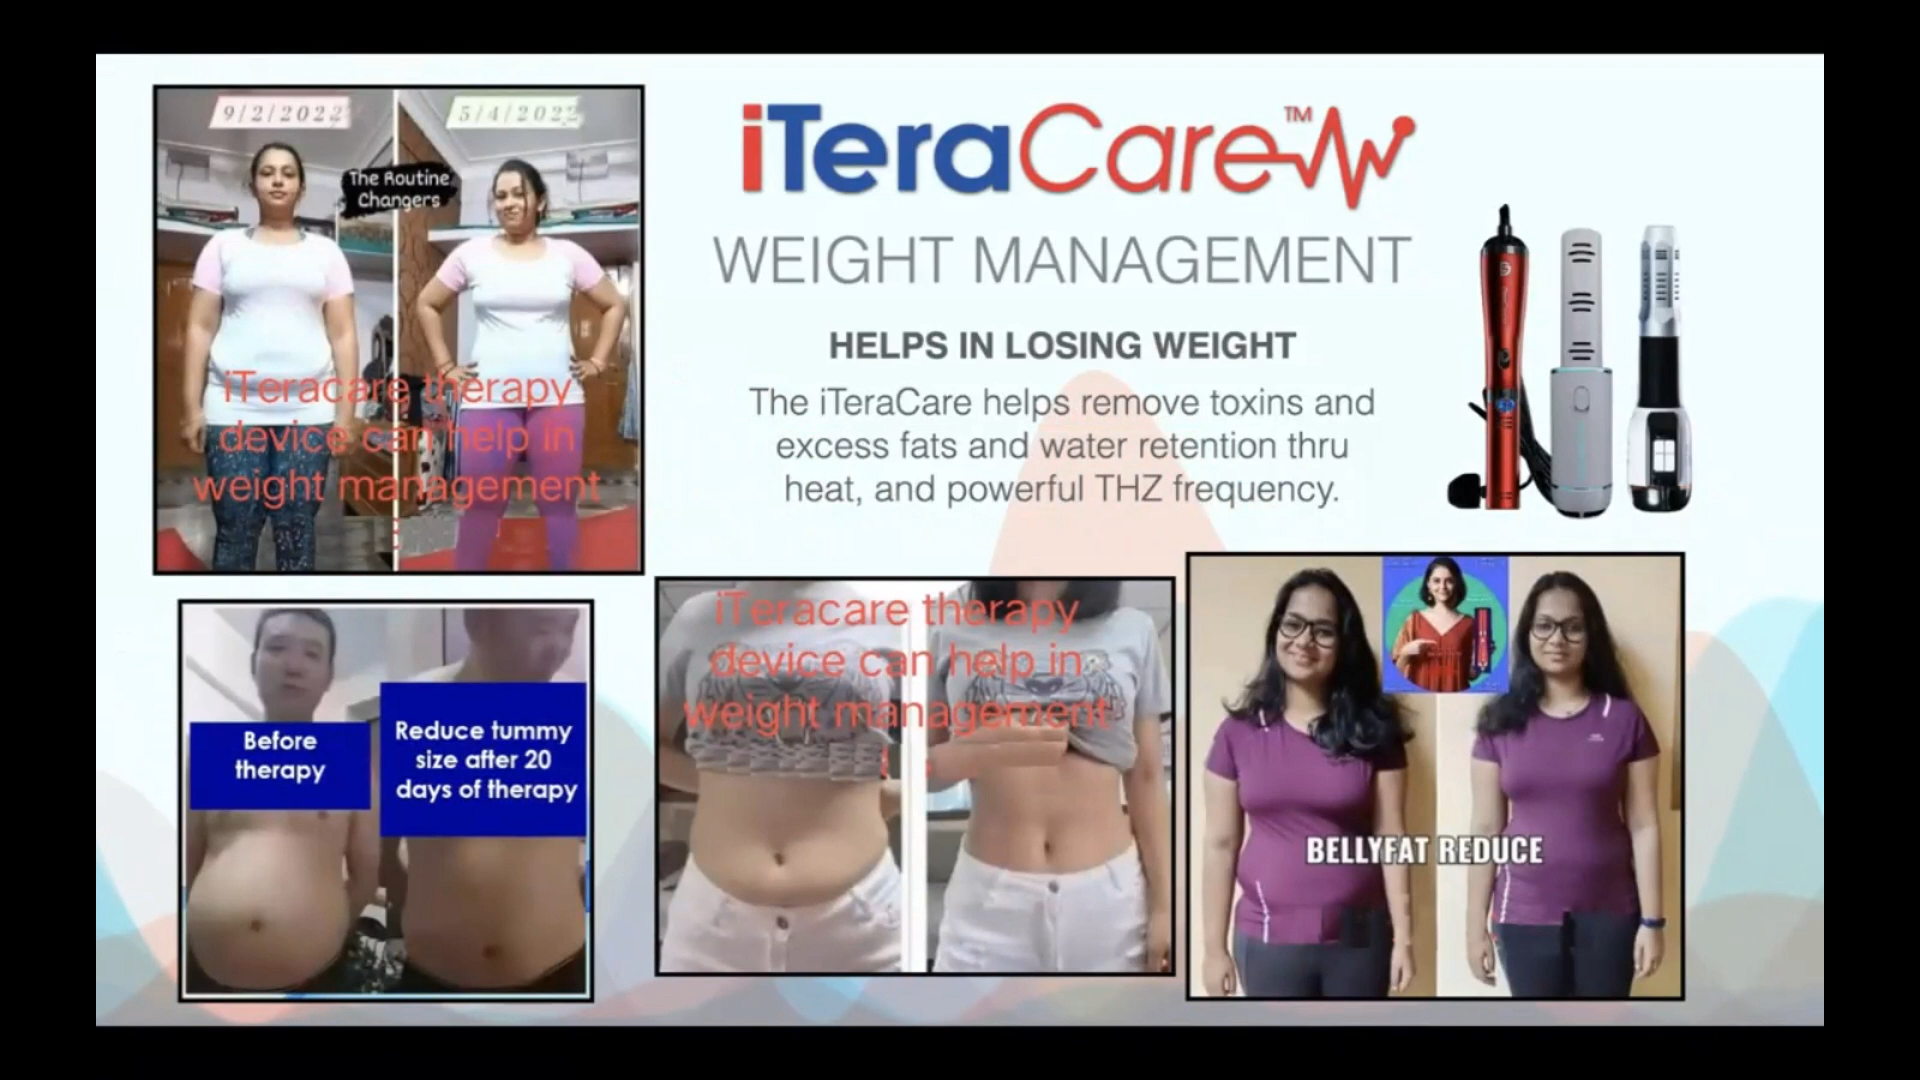 iTeraCare™
WEIGHT MANAGEMENT
HELPS IN LOSING WEIGHT
The iTeraCare helps remove toxins and
excess fats and water retention thru
heat, and powerful THZ frequency.
9/2/2022
5/4/2022
The Routine
Changers
iTeracare therapy
device can help in
weight management
Before
therapy
Reduce tummy
size after 20
days of therapy
iTeracare therapy
device can help in
weight management
BELLYFAT REDUCE